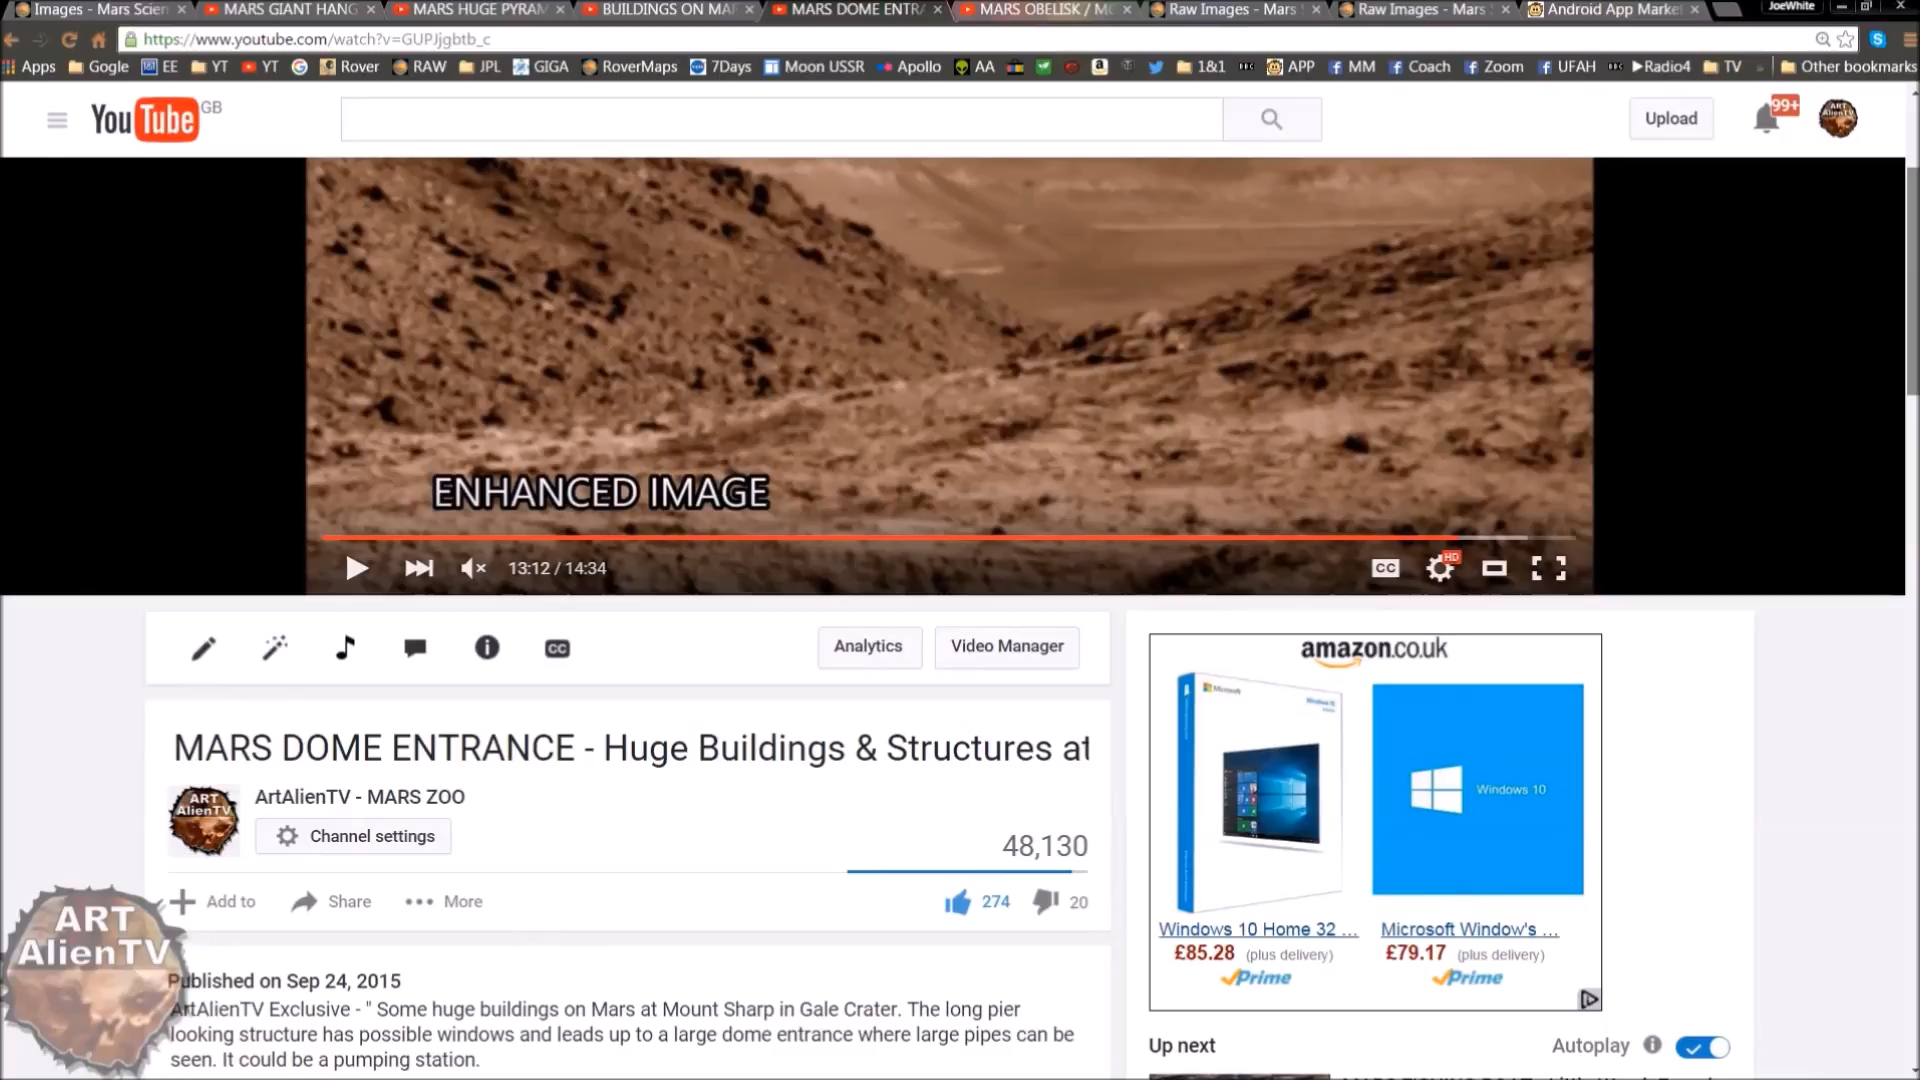 Images - Mars Scien
MARS GIANT HANG
MARS HUGE PYRAM
BUILDINGS ON MAR
MARS DOME ENTRA
MARS OBELISK / M
Raw Images - Mars
Raw Images - Mars
Android App Market
JoeWhite
https://www.youtube.com/watch?v=GUPJjgbtb_c
Apps
Gogle
EE
YT
YT
Rover
RAW
JPL
GIGA
RoverMaps
7Days
Moon USSR
Apollo
AA
1&1
APP
MM
Coach
Zoom
UFAH
▶Radio4
TV
»
Other bookmarks
YouTube GB
Upload
99+
ENHANCED IMAGE
13:12 / 14:34
CC
HD
CC
Analytics
Video Manager
MARS DOME ENTRANCE - Huge Buildings & Structures at
ArtAlienTV - MARS ZOO
Channel settings
48,130
Add to
Share
More
274
20
Published on Sep 24, 2015
ArtAlienTV Exclusive - " Some huge buildings on Mars at Mount Sharp in Gale Crater. The long pier
looking structure has possible windows and leads up to a large dome entrance where large pipes can be
seen. It could be a pumping station.
ART
AlienTV
amazon.co.uk
Microsoft
Windows 10
Windows 10 Home 32 ...
£85.28 (plus delivery)
Prime
Microsoft Window's ...
£79.17 (plus delivery)
Prime
Up next
Autoplay